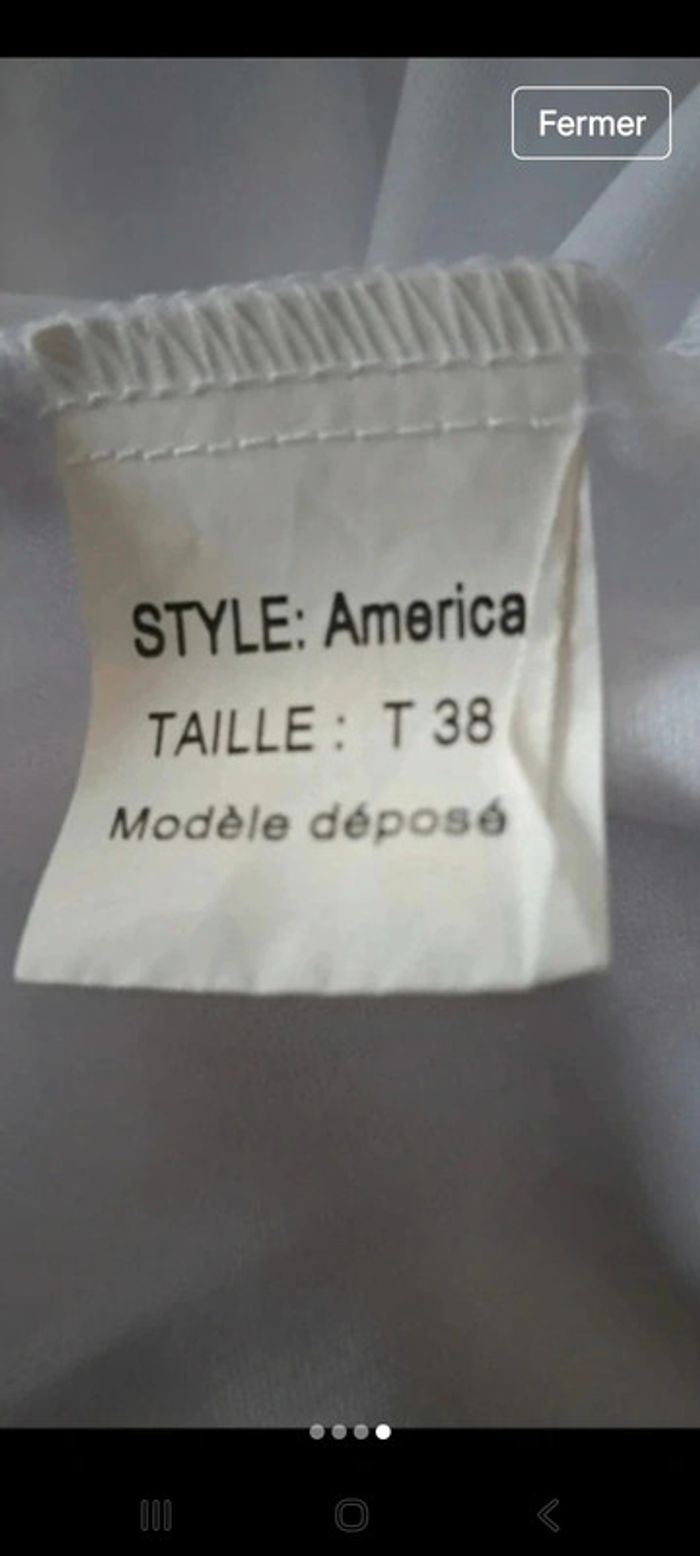 Fermer
STYLE: America
TAILLE : T 38
Modèle déposé